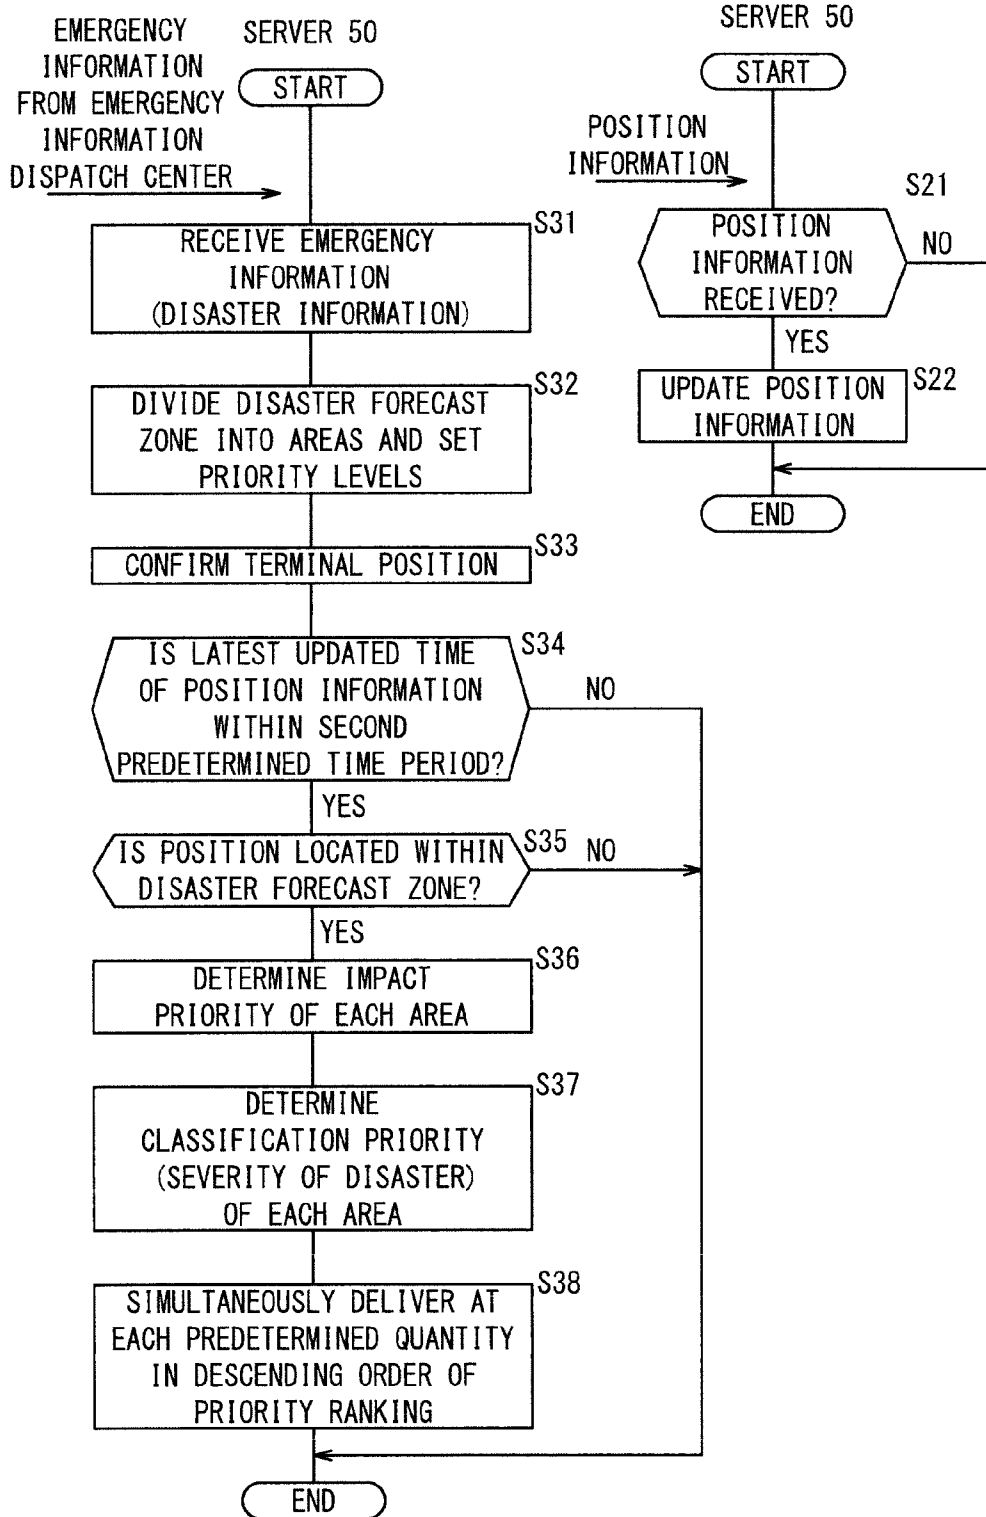 EMERGENCY
INFORMATION
FROM EMERGENCY
INFORMATION
DISPATCH CENTER
SERVER 50
START
RECEIVE EMERGENCY
INFORMATION
(DISASTER INFORMATION)
S31
DIVIDE DISASTER FORECAST
ZONE INTO AREAS AND SET
PRIORITY LEVELS
S32
CONFIRM TERMINAL POSITION
S33
IS LATEST UPDATED TIME
OF POSITION INFORMATION
WITHIN SECOND
PREDETERMINED TIME PERIOD?
S34
NO
YES
IS POSITION LOCATED WITHIN
DISASTER FORECAST ZONE?
S35
NO
YES
DETERMINE IMPACT
PRIORITY OF EACH AREA
S36
DETERMINE
CLASSIFICATION PRIORITY
(SEVERITY OF DISASTER)
OF EACH AREA
S37
SIMULTANEOUSLY DELIVER AT
EACH PREDETERMINED QUANTITY
IN DESCENDING ORDER OF
PRIORITY RANKING
S38
END
SERVER 50
START
POSITION
INFORMATION
POSITION
INFORMATION
RECEIVED?
S21
NO
YES
UPDATE POSITION
INFORMATION
S22
END